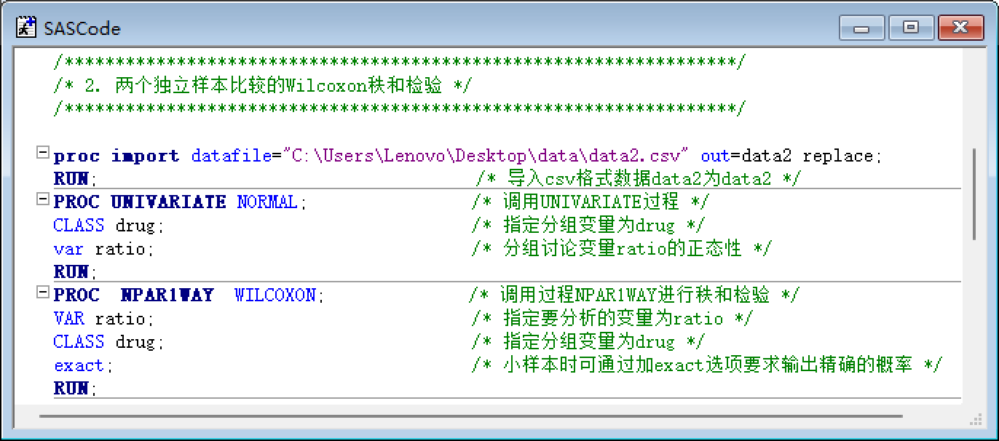 SASCode
/******************************************************************/
/* 2. 两个独立样本比较的Wilcoxon秩和检验 */
/******************************************************************/
proc import datafile="C:\Users\Lenovo\Desktop\data\data2.csv" out=data2 replace;
RUN; /* 导入csv格式数据data2为data2 */
PROC UNIVARIATE NORMAL; /* 调用UNIVARIATE过程 */
CLASS drug; /* 指定分组变量为drug */
var ratio; /* 分组讨论变量ratio的正态性 */
RUN;
PROC NPAR1WAY WILCOXON; /* 调用过程NPAR1WAY进行秩和检验 */
VAR ratio; /* 指定要分析的变量为ratio */
CLASS drug; /* 指定分组变量为drug */
exact; /* 小样本时可通过加exact选项要求输出精确的概率 */
RUN;